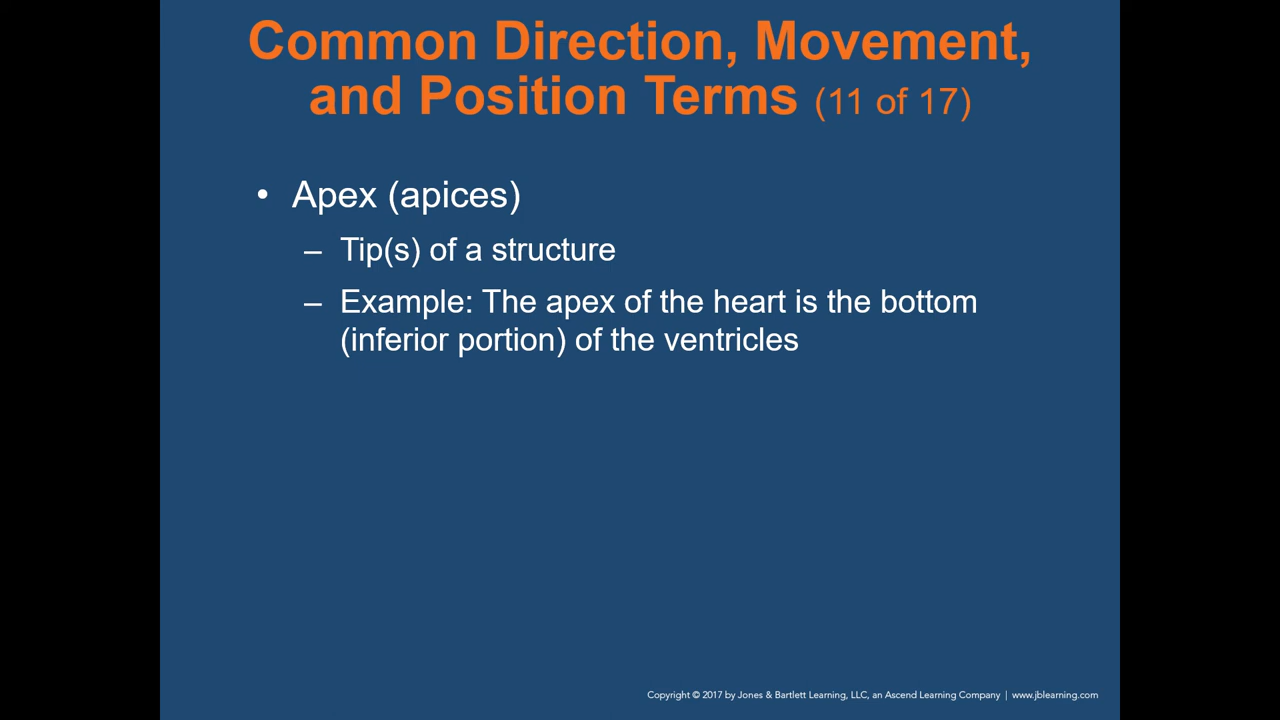 Common Direction, Movement,
and Position Terms (11 of 17)
• Apex (apices)
– Tip(s) of a structure
– Example: The apex of the heart is the bottom
(inferior portion) of the ventricles
Copyright © 2017 by Jones & Bartlett Learning, LLC, an Ascend Learning Company | www.jblearning.com